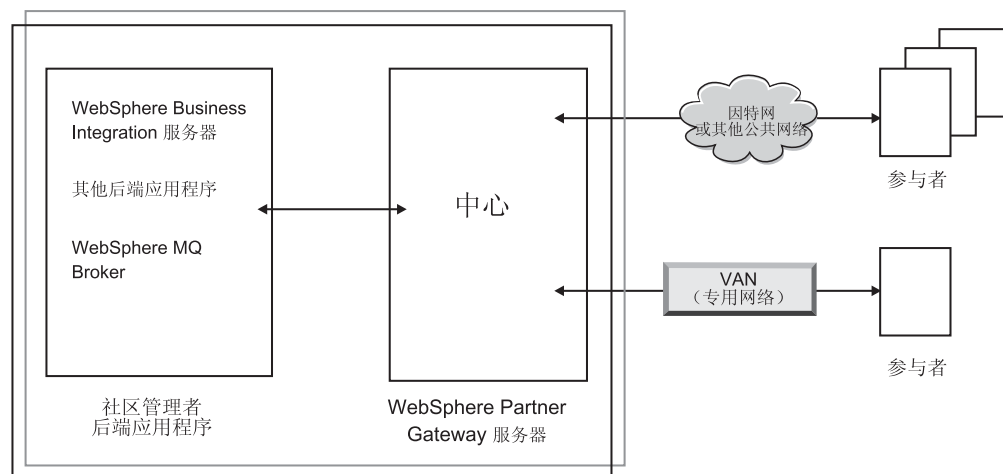 WebSphere Business
Integration 服务器
其他后端应用程序
WebSphere MQ
Broker
社区管理者
后端应用程序
中心
WebSphere Partner
Gateway 服务器
因特网
或其他公共网络
参与者
VAN
（专用网络）
参与者